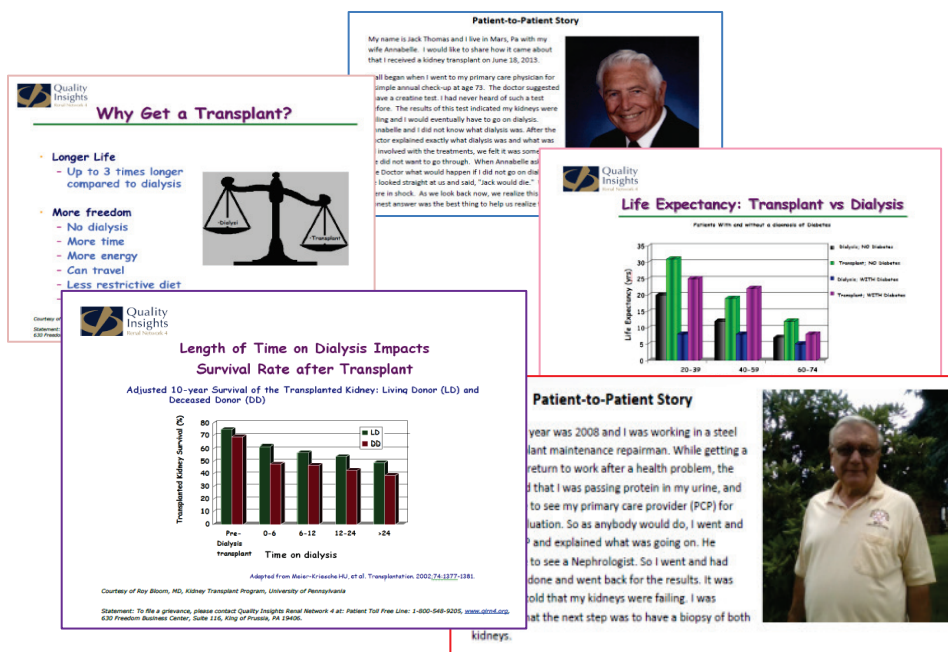 Patient-to-Patient Story
My name is Jack Thomas and I live in Mars, Pa with my
wife Annabelle. I would like to share how it came about
that I received a kidney transplant on June 18, 2013.
all began when I went to my primary care physician for
simple annual check-up at age 73. The doctor suggested
have a creatine test. I had never heard of such a test
fore. The results of this test indicated my kidneys were
ling and I would eventually have to go on dialysis.
nnabelle and I did not know what dialysis was. After the
ctor explained exactly what dialysis was and what was
involved with the treatments, we felt it was some
e did not want to go through. When Annabelle as
e Doctor what would happen if I did not go on dial
looked straight at us and said, "Jack would die."
ere in shock. As we look back now, we realize this
nest answer was the best thing to help us realize
Quality
Insights
Renal Network 4
Why Get a Transplant?
• Longer Life
– Up to 3 times longer
compared to dialysis
• More freedom
– No dialysis
– More time
– More energy
– Can travel
– Less restrictive diet
-Dialysis
-Transplant
Courtesy of
Statement:
630 Freedom
Quality
Insights
Renal Network 4
Life Expectancy: Transplant vs Dialysis
Patients With and without a diagnosis of Diabetes
Life Expectancy (yrs)
35
30
25
20
15
10
5
0
20-39
40-59
60-74
Dialysis; NO Diabetes
Transplant; NO Diabetes
Dialysis; WITH Diabetes
Transplant; WITH Diabetes
Quality
Insights
Renal Network 4
Length of Time on Dialysis Impacts
Survival Rate after Transplant
Adjusted 10-year Survival of the Transplanted Kidney: Living Donor (LD) and
Deceased Donor (DD)
Transplanted Kidney Survival (%)
80
70
60
50
40
30
20
10
0
LD
DD
Pre-
Dialysis
transplant
0-6
6-12
12-24
>24
Time on dialysis
Adapted from Meier-Kriesche HU, et al. Transplantation. 2002;74:1377-1381.
Courtesy of Roy Bloom, MD, Kidney Transplant Program, University of Pennsylvania
Statement: To file a grievance, please contact Quality Insights Renal Network 4 at: Patient Toll Free Line: 1-800-548-9205, www.qirn4.org,
630 Freedom Business Center, Suite 116, King of Prussia, PA 19406.
Patient-to-Patient Story
year was 2008 and I was working in a steel
lant maintenance repairman. While getting a
return to work after a health problem, the
d that I was passing protein in my urine, and
to see my primary care provider (PCP) for
luation. So as anybody would do, I went and
P and explained what was going on. He
to see a Nephrologist. So I went and had
done and went back for the results. It was
told that my kidneys were failing. I was
hat the next step was to have a biopsy of both
kidneys.